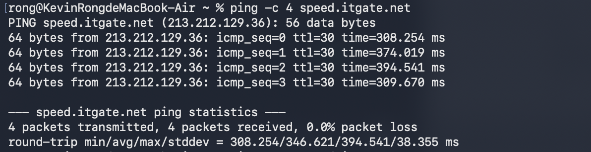 [rong@KevinRongdeMacBook-Air ~ % ping -c 4 speed.itgate.net
PING speed.itgate.net (213.212.129.36): 56 data bytes
64 bytes from 213.212.129.36: icmp_seq=0 ttl=30 time=308.254 ms
64 bytes from 213.212.129.36: icmp_seq=1 ttl=30 time=374.019 ms
64 bytes from 213.212.129.36: icmp_seq=2 ttl=30 time=394.541 ms
64 bytes from 213.212.129.36: icmp_seq=3 ttl=30 time=309.670 ms
--- speed.itgate.net ping statistics ---
4 packets transmitted, 4 packets received, 0.0% packet loss
round-trip min/avg/max/stddev = 308.254/346.621/394.541/38.355 ms